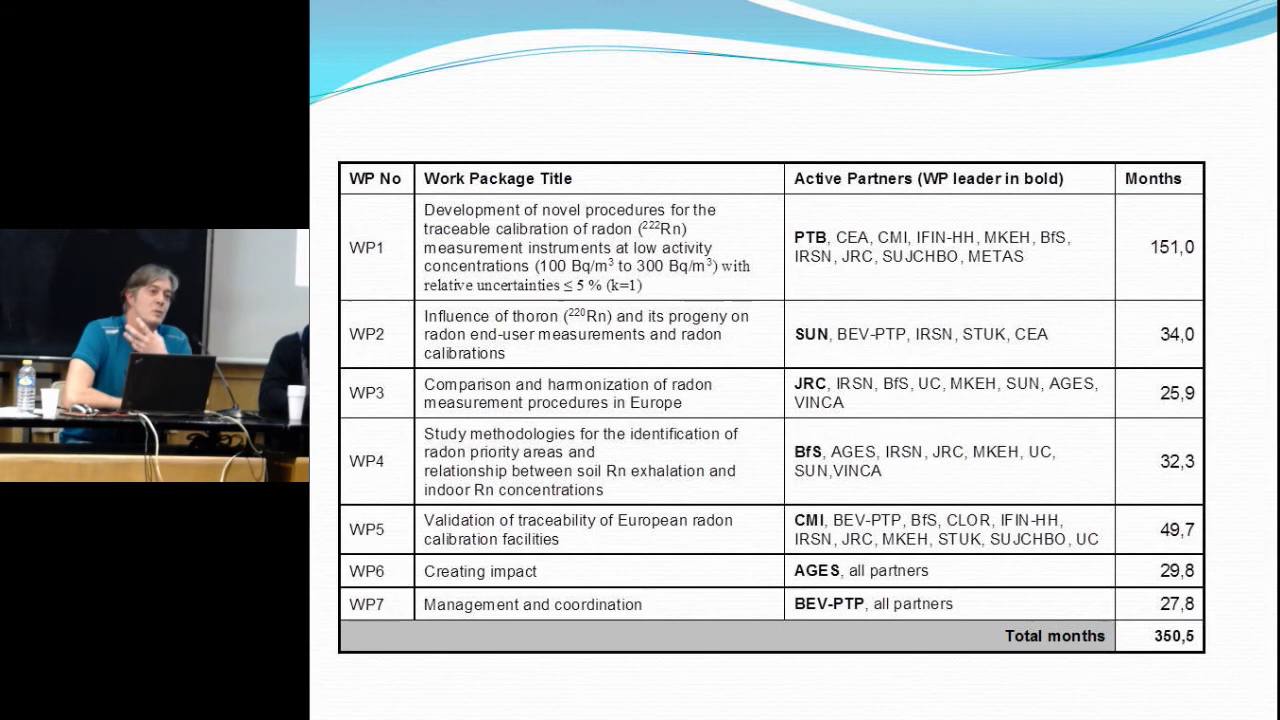 WP No Work Package Title Active Partners (WP leader in bold) Months
WP1
Development of novel procedures for the
traceable calibration of radon (²²²Rn)
measurement instruments at low activity
concentrations (100 Bq/m³ to 300 Bq/m³) with
relative uncertainties ≤ 5 % (k=1)
PTB, CEA, CMI, IFIN-HH, MKEH, BfS,
IRSN, JRC, SUJCHBO, METAS
151,0
WP2
Influence of thoron (²²⁰Rn) and its progeny on
radon end-user measurements and radon
calibrations
SUN, BEV-PTP, IRSN, STUK, CEA
34,0
WP3
Comparison and harmonization of radon
measurement procedures in Europe
JRC, IRSN, BfS, UC, MKEH, SUN, AGES,
VINCA
25,9
WP4
Study methodologies for the identification of
radon priority areas and
relationship between soil Rn exhalation and
indoor Rn concentrations
BfS, AGES, IRSN, JRC, MKEH, UC,
SUN,VINCA
32,3
WP5
Validation of traceability of European radon
calibration facilities
CMI, BEV-PTP, BfS, CLOR, IFIN-HH,
IRSN, JRC, MKEH, STUK, SUJCHBO, UC
49,7
WP6
Creating impact
AGES, all partners
29,8
WP7
Management and coordination
BEV-PTP, all partners
27,8
Total months 350,5